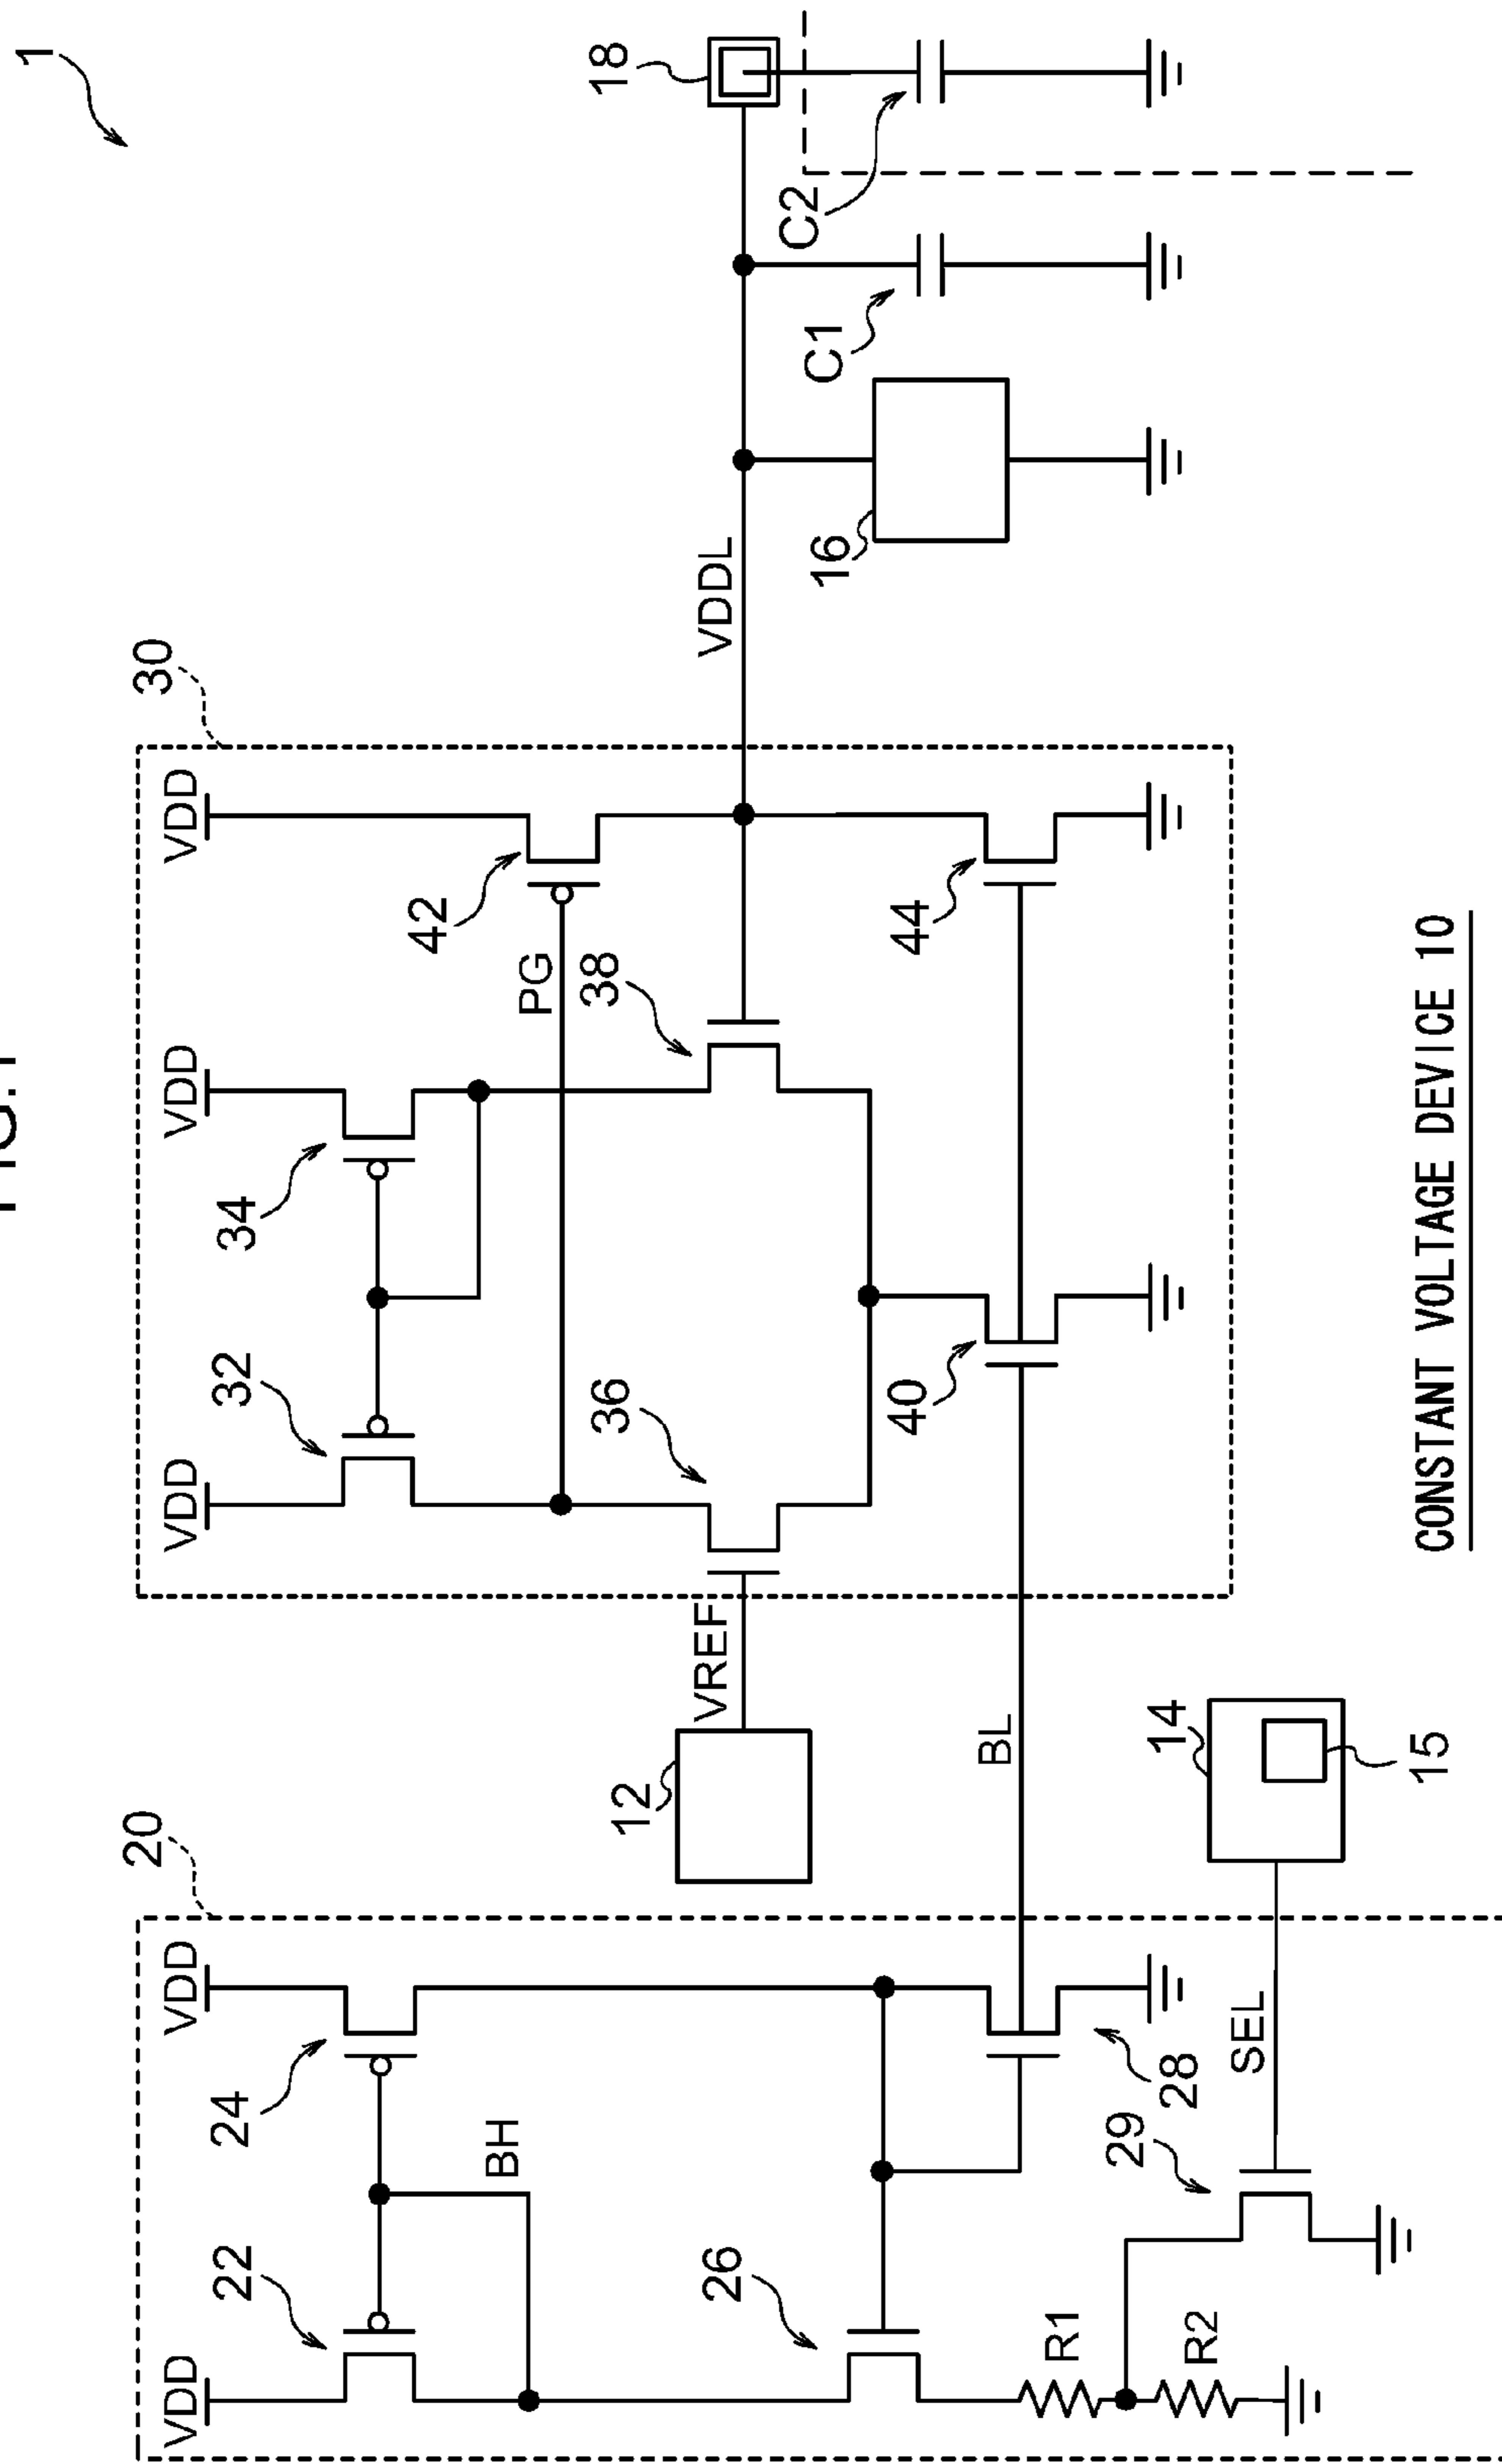 FIG.1
1
20
30
VDD
VDD
VDD
VDD
VDD
22
24
32
34
42
BH
PG
36
38
18
12
26
VREF
VDDL
C2
16
C1
40
44
BL
R1
29
14
28
R2
SEL
15
CONSTANT VOLTAGE DEVICE 10